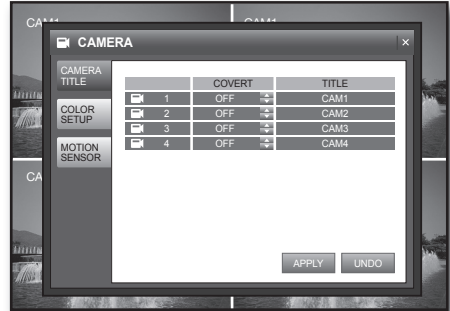 CAM1 CAM1
CAMERA ×
CAMERA
TITLE
COLOR
SETUP
MOTION
SENSOR
COVERT TITLE
1 OFF CAM1
2 OFF CAM2
3 OFF CAM3
4 OFF CAM4
CA
APPLY UNDO